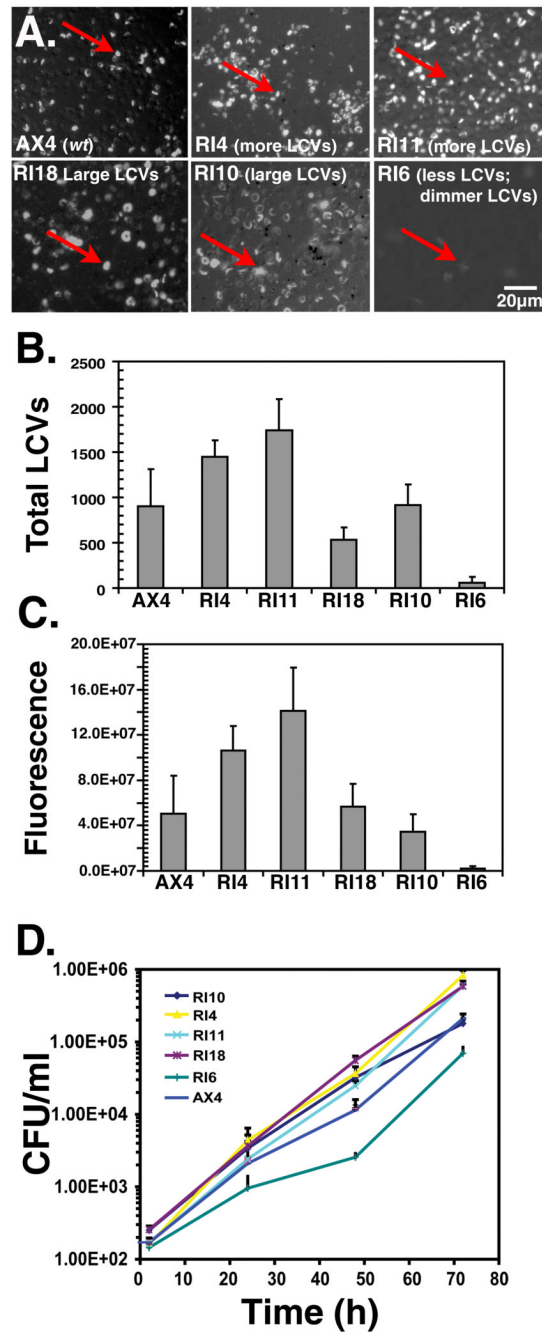 A.
AX4 (wt)
RI4 (more LCVs)
RI11 (more LCVs)
RI18 Large LCVs)
RI10 (large LCVs)
RI6 (less LCVs;
dimmer LCVs)
20µm
B.
Total LCVs
2500
2000
1500
1000
500
0
AX4 RI4 RI11 RI18 RI10 RI6
C.
Fluorescence
20.0E+07
16.0E+07
12.0E+07
8.0E+07
4.0E+07
0.0E+07
AX4 RI4 RI11 RI18 RI10 RI6
D.
CFU/ml
1.00E+06
1.00E+05
1.00E+04
1.00E+03
1.00E+02
RI10
RI4
RI11
RI18
RI6
AX4
0 10 20 30 40 50 60 70 80
Time (h)